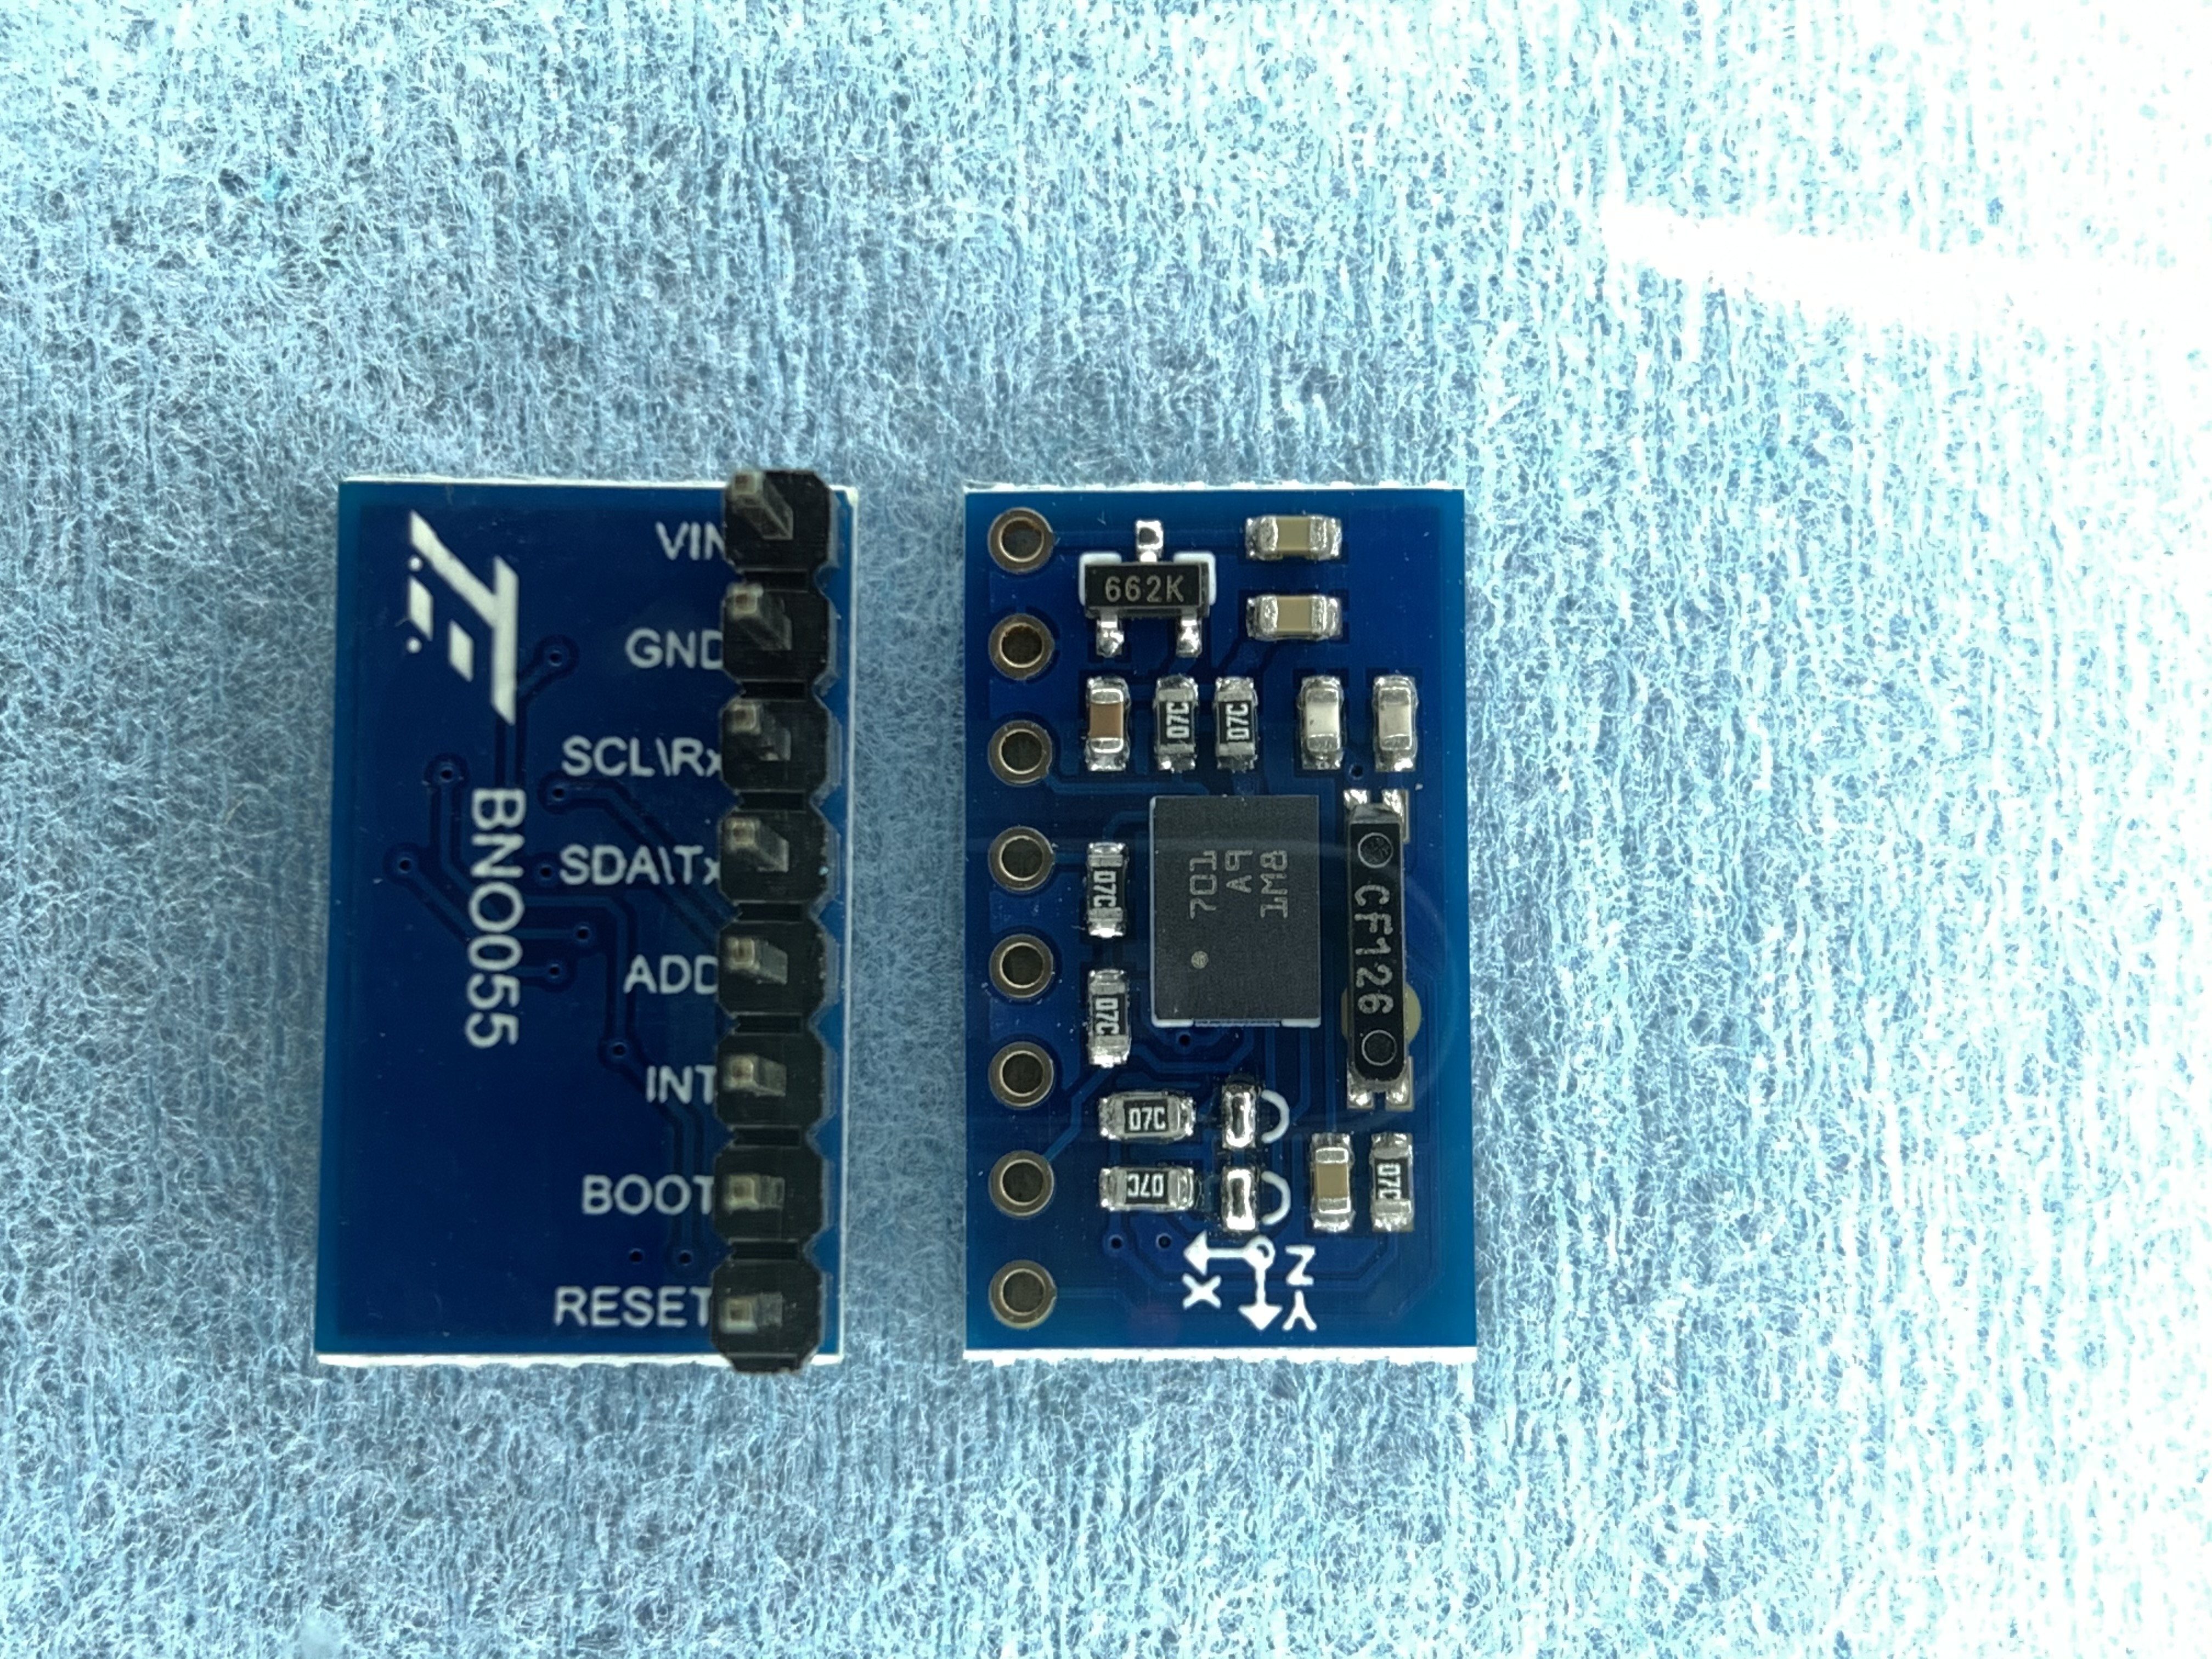 VIN
GND
SCL\Rx
SDA\Tx
ADD
INT
BOOT
RESET
BNO055
662K
07C
07C
07C
07C
701
A9
1M8
CF126
07C
07C
07C
Z
X
Y